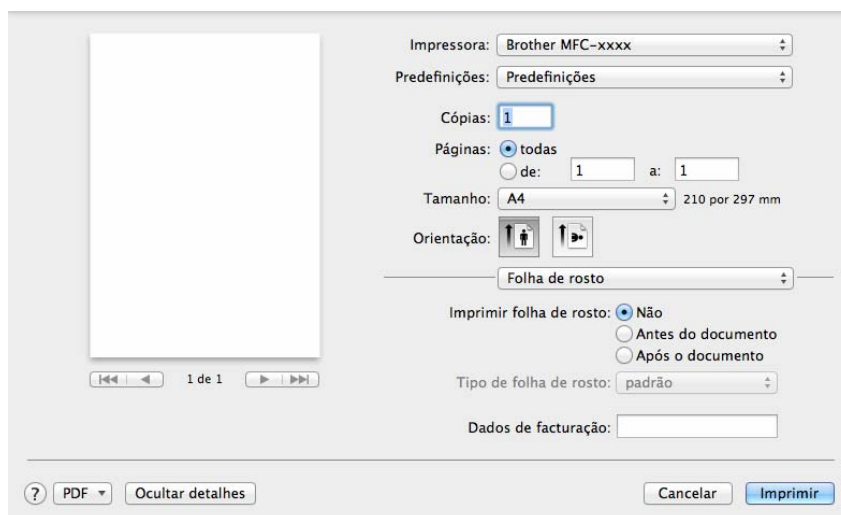 Impressora: Brother MFC-xxxx
Predefinições: Predefinições
Cópias: 1
Páginas: todas
de: 1 a: 1
Tamanho: A4 210 por 297 mm
Orientação:
Folha de rosto
Imprimir folha de rosto: Não
Antes do documento
Após o documento
1 de 1
Tipo de folha de rosto: padrão
Dados de facturação:
? PDF Ocultar detalhes Cancelar Imprimir